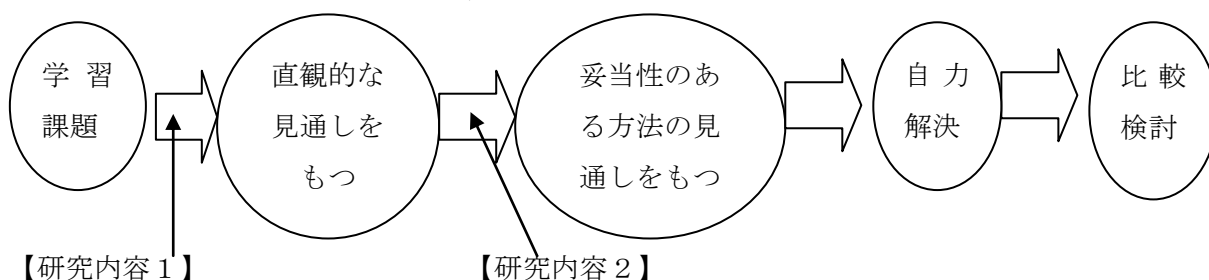 学習
課題
直観的な
見通しを
もつ
妥当性のあ
る方法の見
通しをもつ
自力
解決
比較
検討
【研究内容１】
【研究内容２】